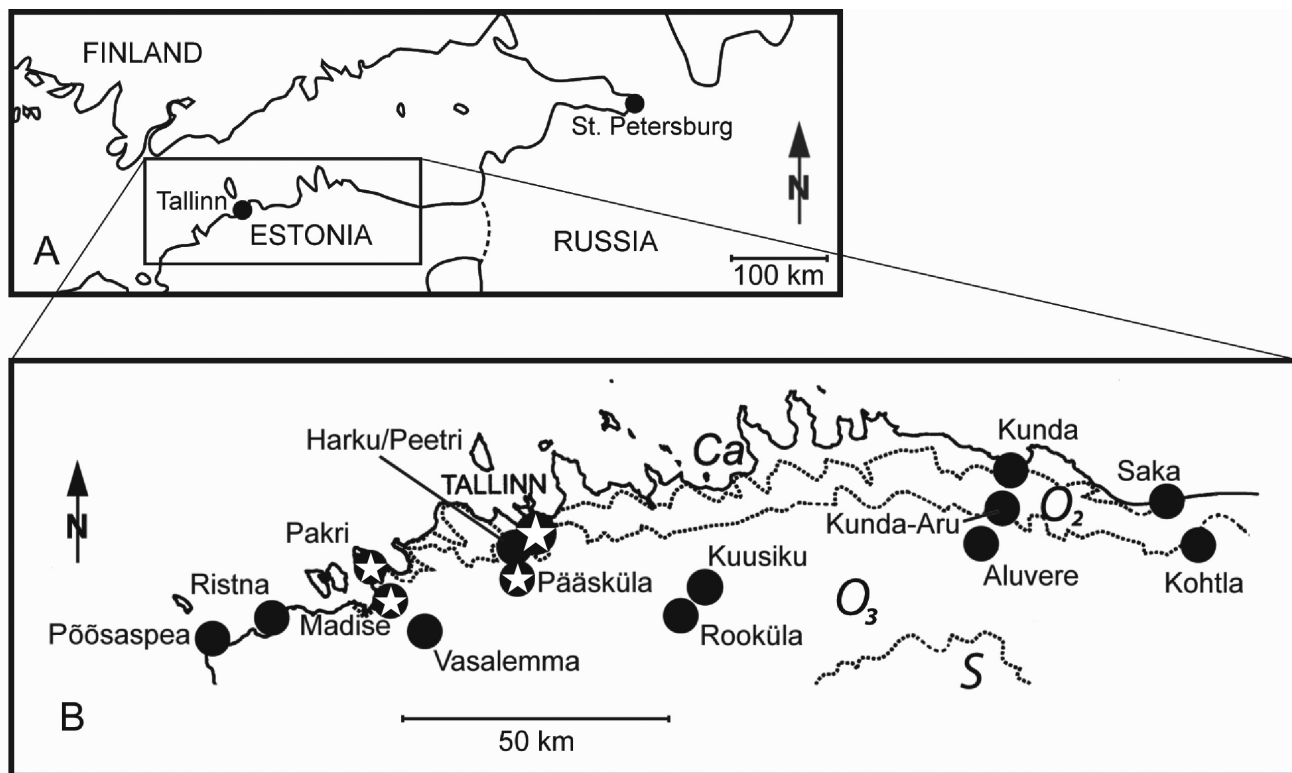 FINLAND
St. Petersburg
Tallinn
N
ESTONIA
RUSSIA
A
100 km
Ca
Kunda
Harku/Peetri
Saka
TALLINN
N
O2
Kunda-Aru
Pakri
Kuusiku
Pääsküla
Aluvere
Kohtla
Ristna
O3
Madise
Rooküla
Põõsaspea
Vasalemma
S
B
50 km